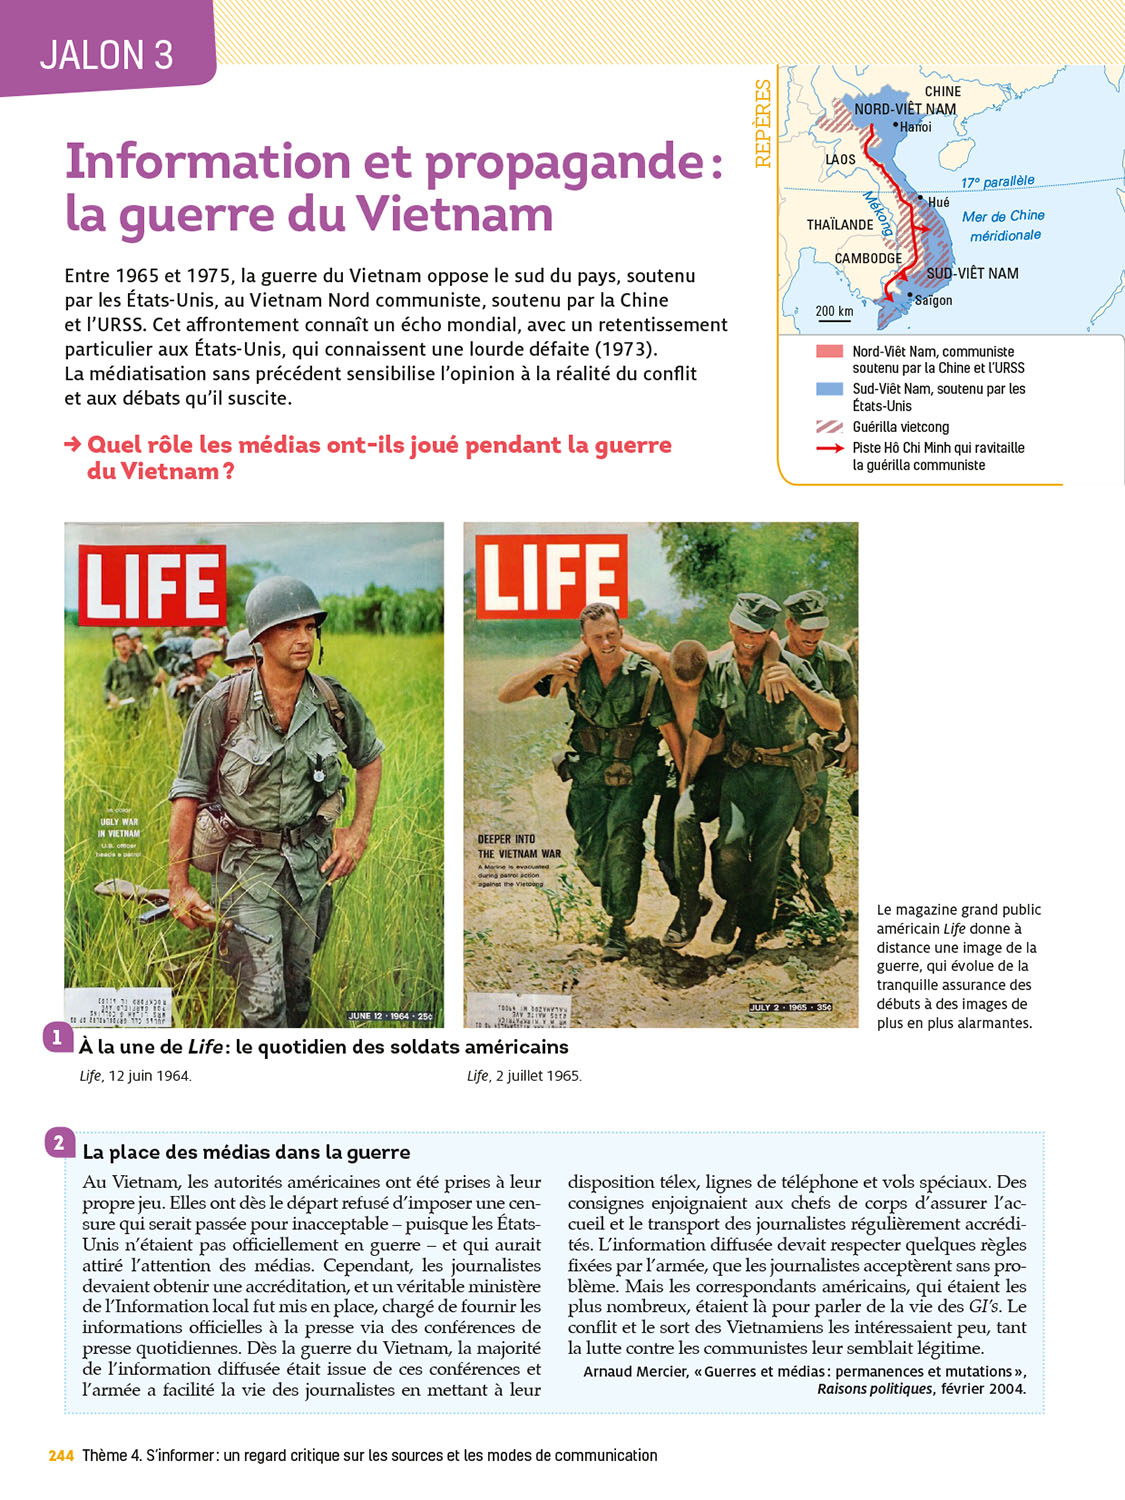 JALON 3
Information et propagande :
la guerre du Vietnam
Entre 1965 et 1975, la guerre du Vietnam oppose le sud du pays, soutenu
par les États-Unis, au Vietnam Nord communiste, soutenu par la Chine
et l'URSS. Cet affrontement connaît un écho mondial, avec un retentissement
particulier aux États-Unis, qui connaissent une lourde défaite (1973).
La médiatisation sans précédent sensibilise l'opinion à la réalité du conflit
et aux débats qu'il suscite.
→ Quel rôle les médias ont-ils joué pendant la guerre
du Vietnam ?
REPÈRES
CHINE
NORD-VIÊT NAM
Hanoi
LAOS
17e parallèle
Hué
Mékong
Mer de Chine
méridionale
THAÏLANDE
CAMBODGE
SUD-VIÊT NAM
Saïgon
200 km
Nord-Viêt Nam, communiste
soutenu par la Chine et l'URSS
Sud-Viêt Nam, soutenu par les
États-Unis
Guérilla vietcong
Piste Hô Chi Minh qui ravitaille
la guérilla communiste
LIFE
IN COLOR
UGLY WAR
IN VIETNAM
U.S. officer
heads a patrol
JUNE 12 · 1964 · 25¢
LIFE
DEEPER INTO
THE VIETNAM WAR
A Marine is evacuated
during patrol action
against the Vietcong
JULY 2 · 1965 · 35¢
Le magazine grand public
américain Life donne à
distance une image de la
guerre, qui évolue de la
tranquille assurance des
débuts à des images de
plus en plus alarmantes.
1
À la une de Life : le quotidien des soldats américains
Life, 12 juin 1964.
Life, 2 juillet 1965.
2
La place des médias dans la guerre
Au Vietnam, les autorités américaines ont été prises à leur
propre jeu. Elles ont dès le départ refusé d'imposer une cen-
sure qui serait passée pour inacceptable – puisque les États-
Unis n'étaient pas officiellement en guerre – et qui aurait
attiré l'attention des médias. Cependant, les journalistes
devaient obtenir une accréditation, et un véritable ministère
de l'Information local fut mis en place, chargé de fournir les
informations officielles à la presse via des conférences de
presse quotidiennes. Dès la guerre du Vietnam, la majorité
de l'information diffusée était issue de ces conférences et
l'armée a facilité la vie des journalistes en mettant à leur
disposition télex, lignes de téléphone et vols spéciaux. Des
consignes enjoignaient aux chefs de corps d'assurer l'ac-
cueil et le transport des journalistes régulièrement accrédi-
tés. L'information diffusée devait respecter quelques règles
fixées par l'armée, que les journalistes acceptèrent sans pro-
blème. Mais les correspondants américains, qui étaient les
plus nombreux, étaient là pour parler de la vie des GI's. Le
conflit et le sort des Vietnamiens les intéressaient peu, tant
la lutte contre les communistes leur semblait légitime.
Arnaud Mercier, « Guerres et médias : permanences et mutations »,
Raisons politiques, février 2004.
244 Thème 4. S'informer : un regard critique sur les sources et les modes de communication